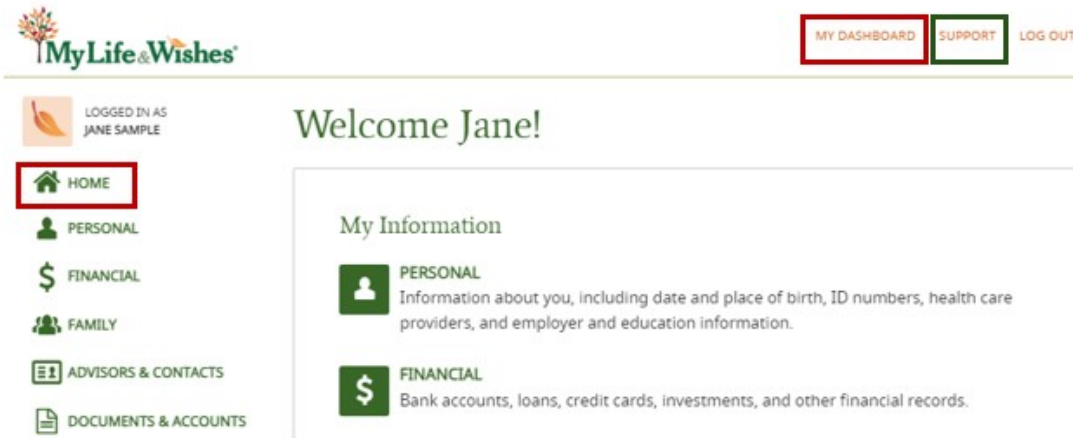 MyLife&Wishes®
MY DASHBOARD SUPPORT LOG OUT
LOGGED IN AS
JANE SAMPLE
Welcome Jane!
HOME
PERSONAL
FINANCIAL
FAMILY
ADVISORS & CONTACTS
DOCUMENTS & ACCOUNTS
My Information
PERSONAL
Information about you, including date and place of birth, ID numbers, health care
providers, and employer and education information.
FINANCIAL
Bank accounts, loans, credit cards, investments, and other financial records.